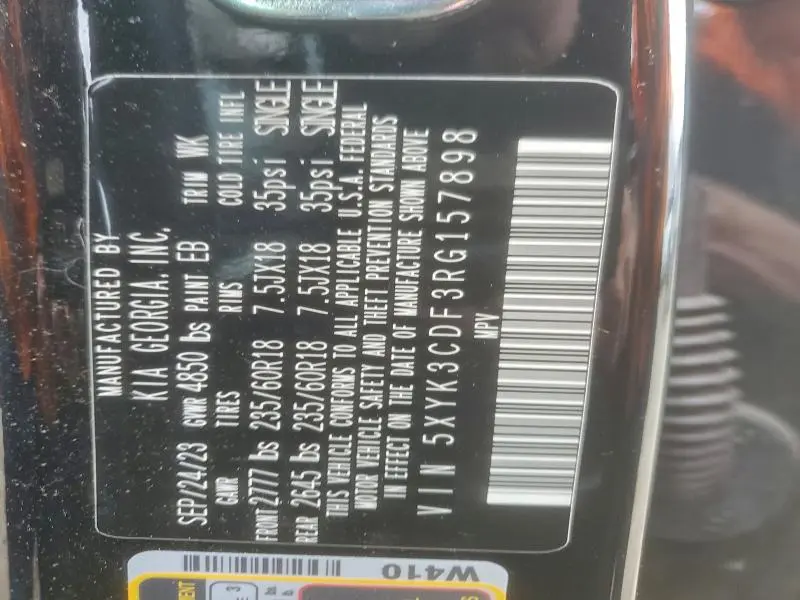 MANUFACTURED BY
KIA GEORGIA, INC.
SEP/24/23 GVWR 4850 lbs PAINT EB TRIM WK
GAWR TIRES RIMS COLD TIRE INFL
FRONT 2777 lbs 235/60R18 7.5JX18 35psi SINGLE
REAR 2645 lbs 235/60R18 7.5JX18 35psi SINGLE
THIS VEHICLE CONFORMS TO ALL APPLICABLE U.S.A. FEDERAL
MOTOR VEHICLE SAFETY AND THEFT PREVENTION STANDARDS
IN EFFECT ON THE DATE OF MANUFACTURE SHOWN ABOVE
VIN 5XYK3CDF3RG157898
MPV
W410